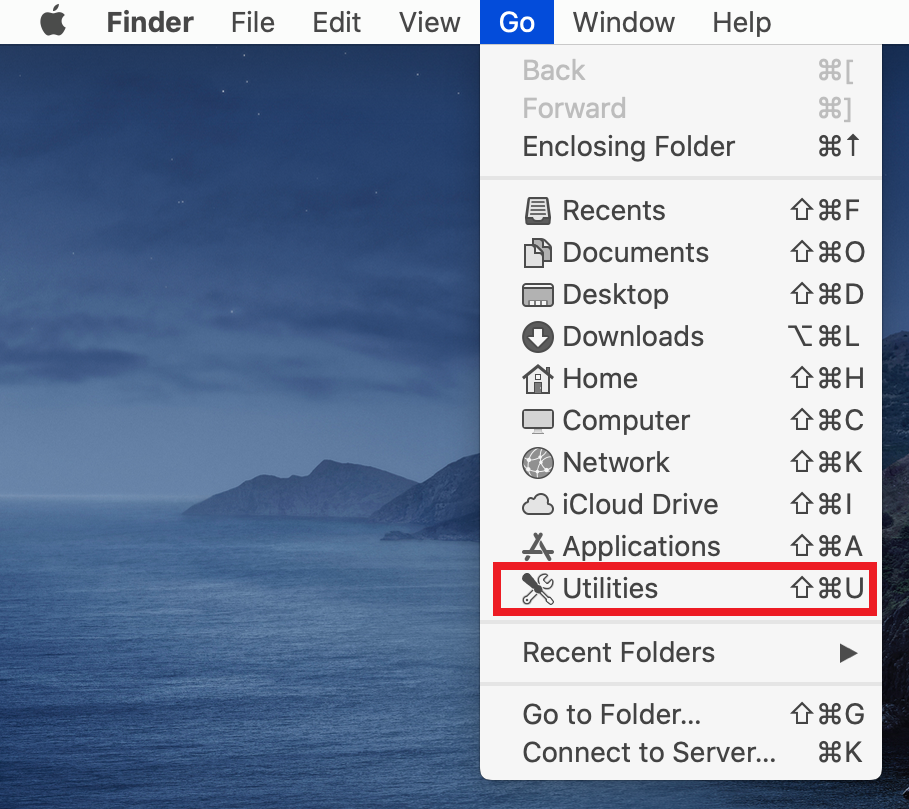 Finder File Edit View Go Window Help
Back ⌘[
Forward ⌘]
Enclosing Folder ⌘↑
Recents ⇧⌘F
Documents ⇧⌘O
Desktop ⇧⌘D
Downloads ⌥⌘L
Home ⇧⌘H
Computer ⇧⌘C
Network ⇧⌘K
iCloud Drive ⇧⌘I
Applications ⇧⌘A
Utilities ⇧⌘U
Recent Folders ▶
Go to Folder... ⇧⌘G
Connect to Server... ⌘K